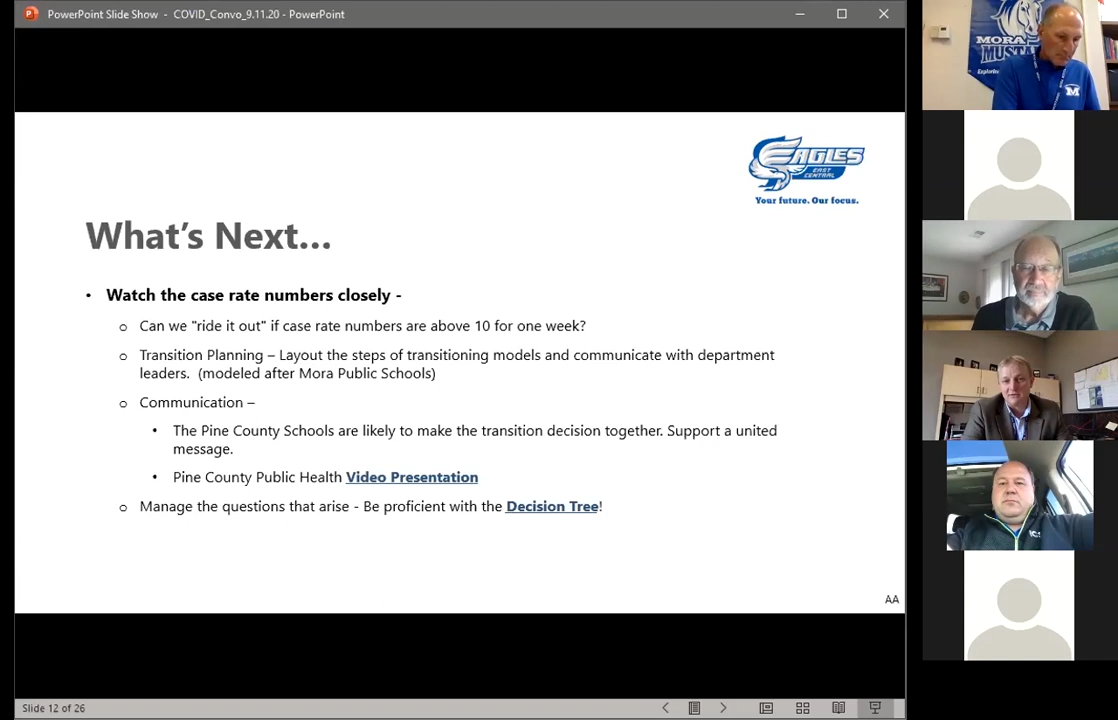 PowerPoint Slide Show - COVID_Convo_9.11.20 - PowerPoint
MORA
MUSTA
EAGLES
EAST
CENTRAL
Your future. Our focus.
What's Next...
• Watch the case rate numbers closely -
o Can we "ride it out" if case rate numbers are above 10 for one week?
o Transition Planning – Layout the steps of transitioning models and communicate with department
leaders. (modeled after Mora Public Schools)
o Communication –
• The Pine County Schools are likely to make the transition decision together. Support a united
message.
• Pine County Public Health Video Presentation
o Manage the questions that arise - Be proficient with the Decision Tree!
AA
Slide 12 of 26
M